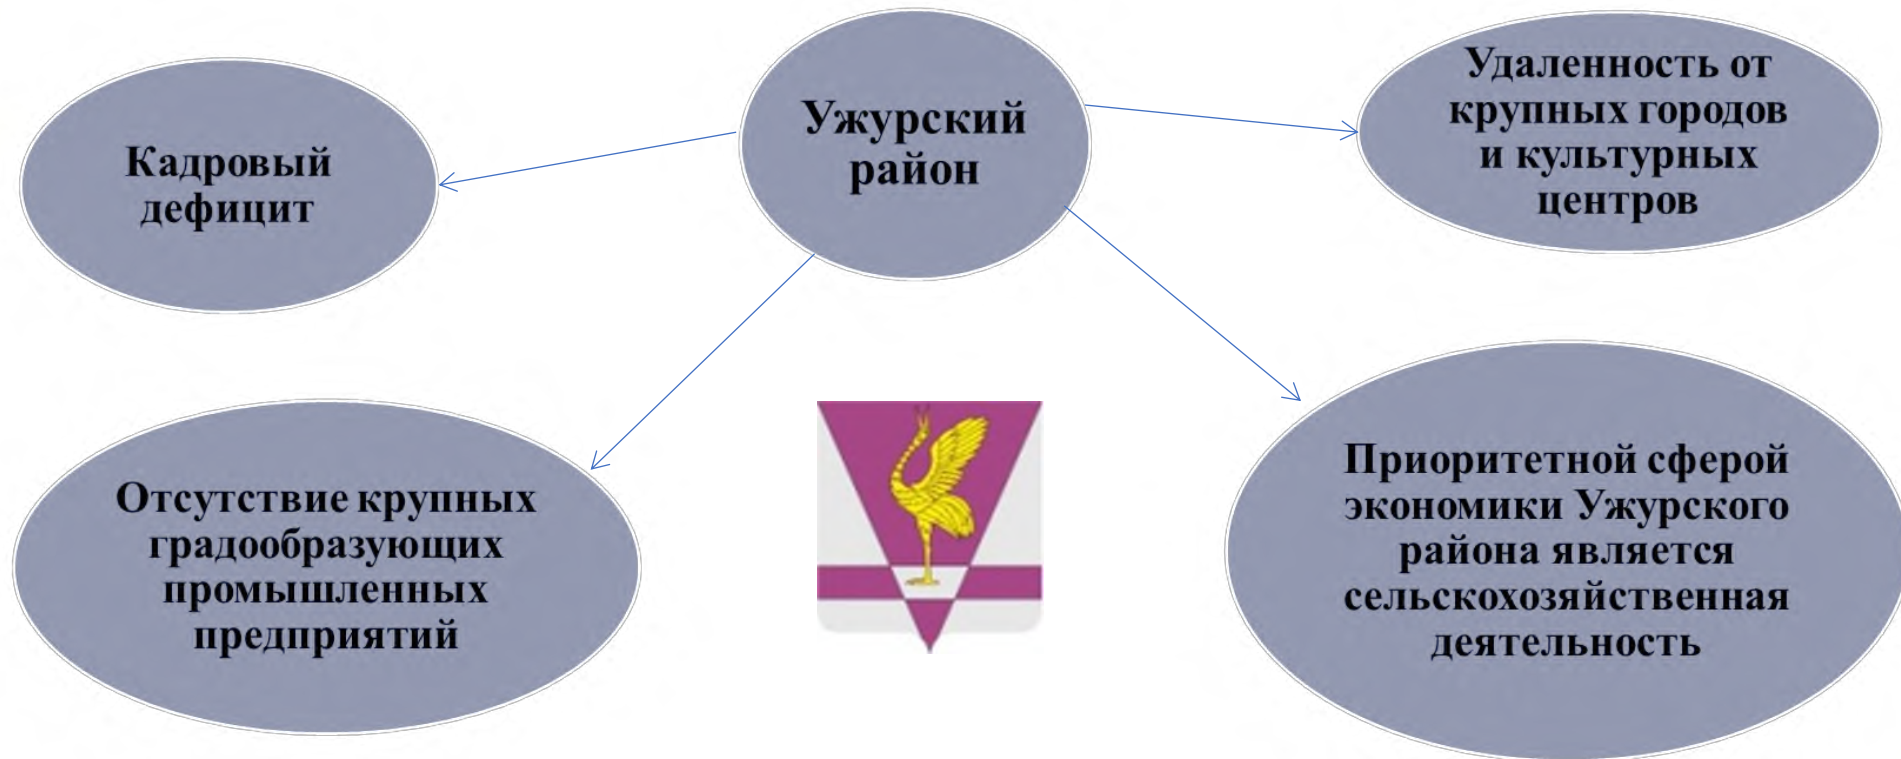 Ужурский
район
Кадровый
дефицит
Удаленность от
крупных городов
и культурных
центров
Отсутствие крупных
градообразующих
промышленных
предприятий
Приоритетной сферой
экономики Ужурского
района является
сельскохозяйственная
деятельность